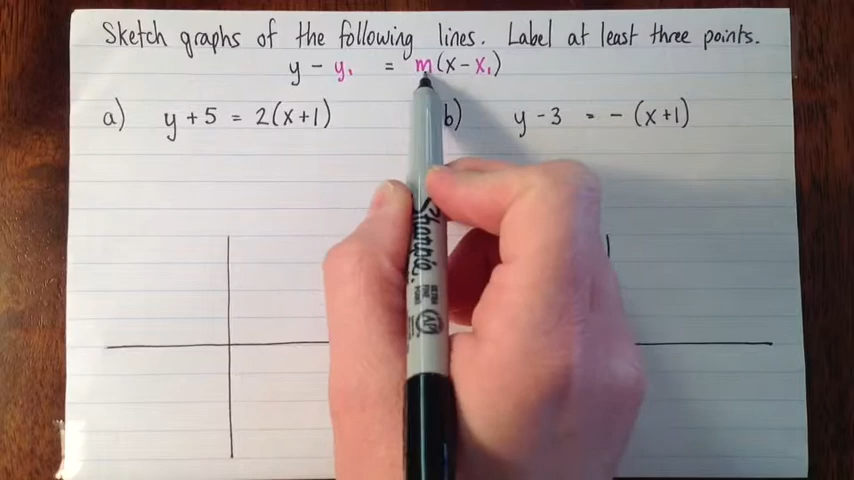 Sketch graphs of the following lines. Label at least three points.
y - y₁ = m(x - x₁)
a) y + 5 = 2(x+1) b) y - 3 = - (x+1)
Sharpie